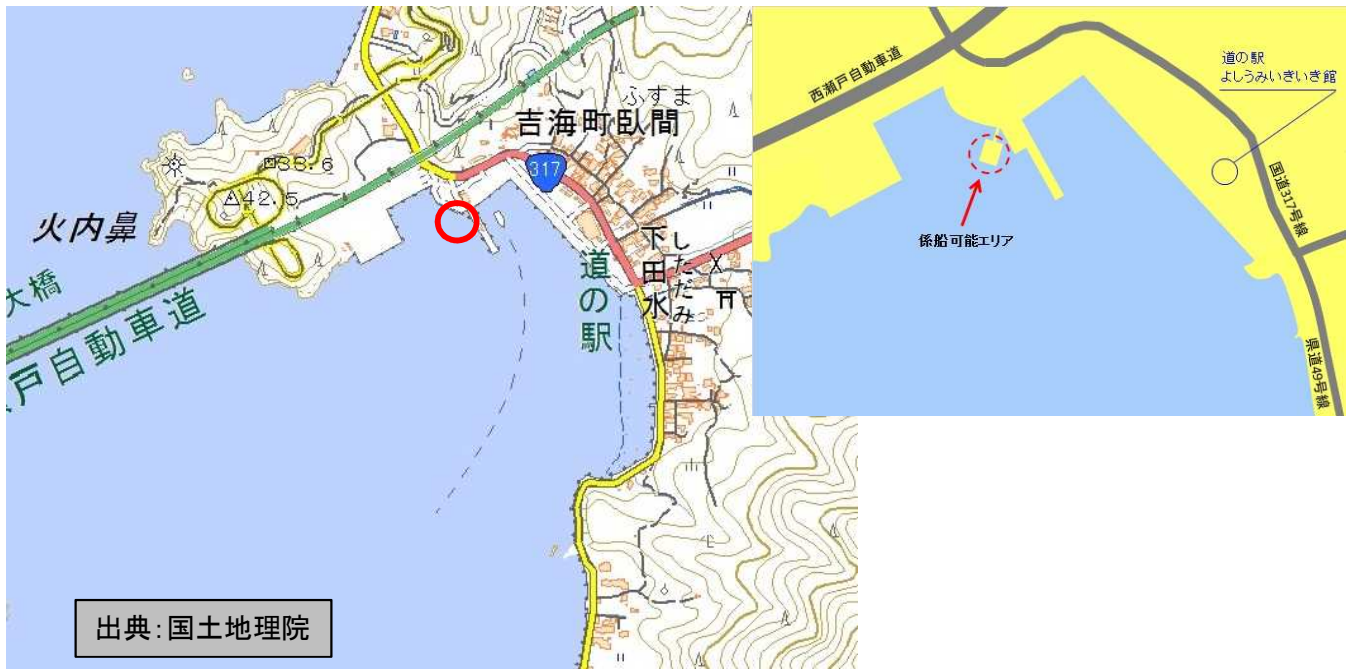 ふすま
吉海町臥間
317
33.6
42.5
火内鼻
大橋
戸自動車道
道の駅
下田水
しただみ
出典:国土地理院
西瀬戸自動車道
道の駅
よしうみいきいき館
国道317号線
係船可能エリア
県道49号線